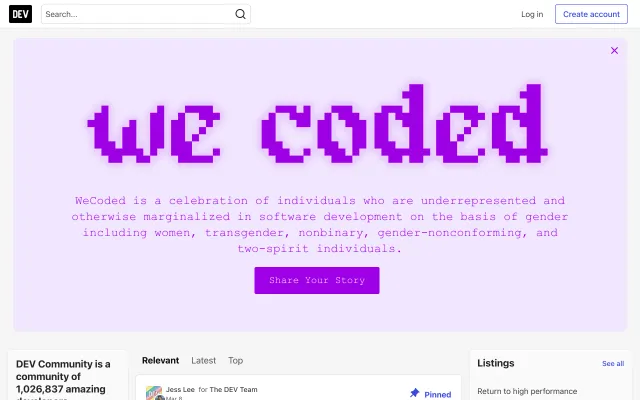 DEV
Search...
Log in
Create account
we coded
WeCoded is a celebration of individuals who are underrepresented and
otherwise marginalized in software development on the basis of gender
including women, transgender, nonbinary, gender-nonconforming, and
two-spirit individuals.
Share Your Story
DEV Community is a
community of
1,026,837 amazing
Relevant Latest Top
Jess Lee for The DEV Team
Mar 8
Pinned
Listings
See all
Return to high performance